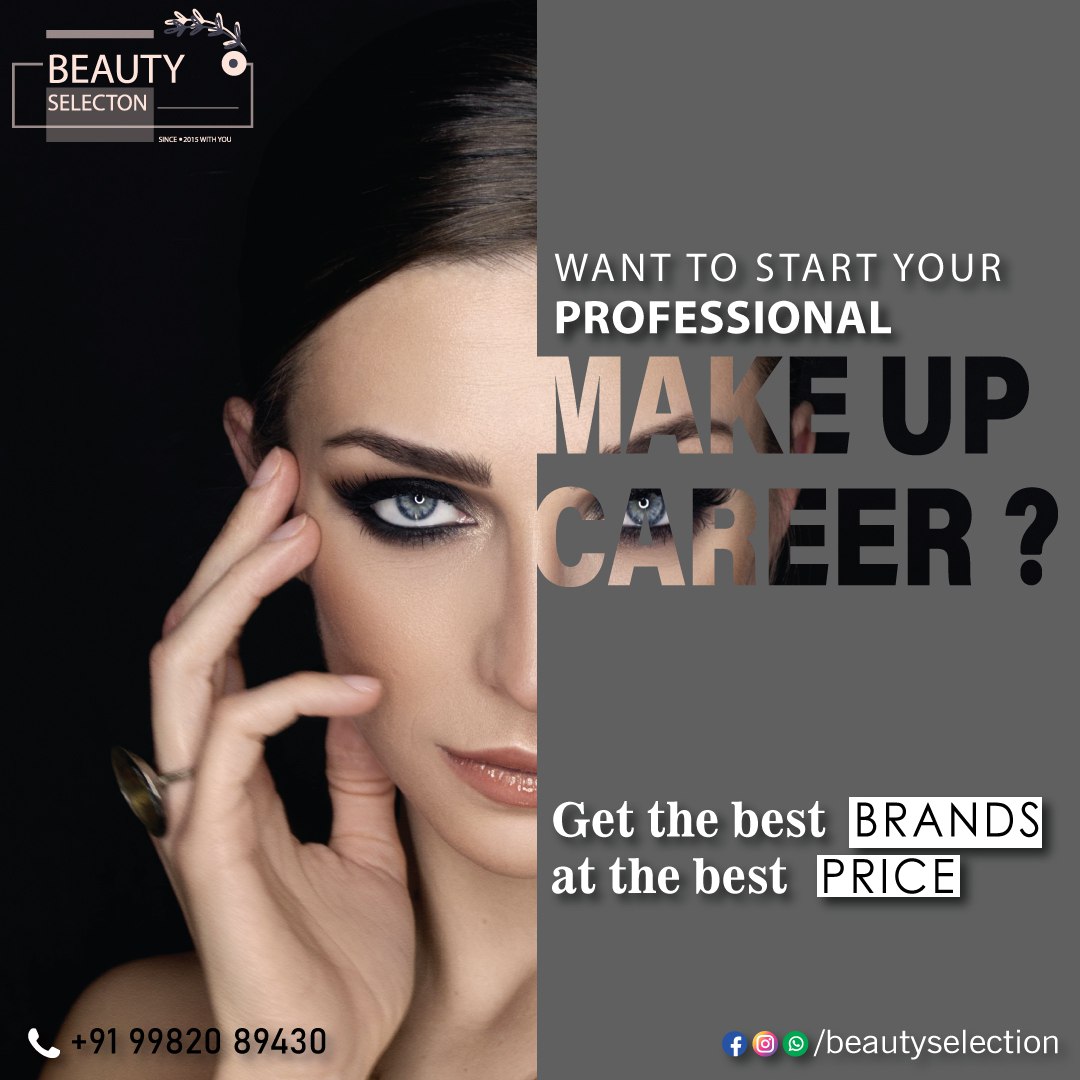 BEAUTY
SELECTON
SINCE • 2015 WITH YOU
WANT TO START YOUR
PROFESSIONAL
MAKE UP
CAREER ?
Get the best BRANDS
at the best PRICE
+91 99820 89430
/beautyselection